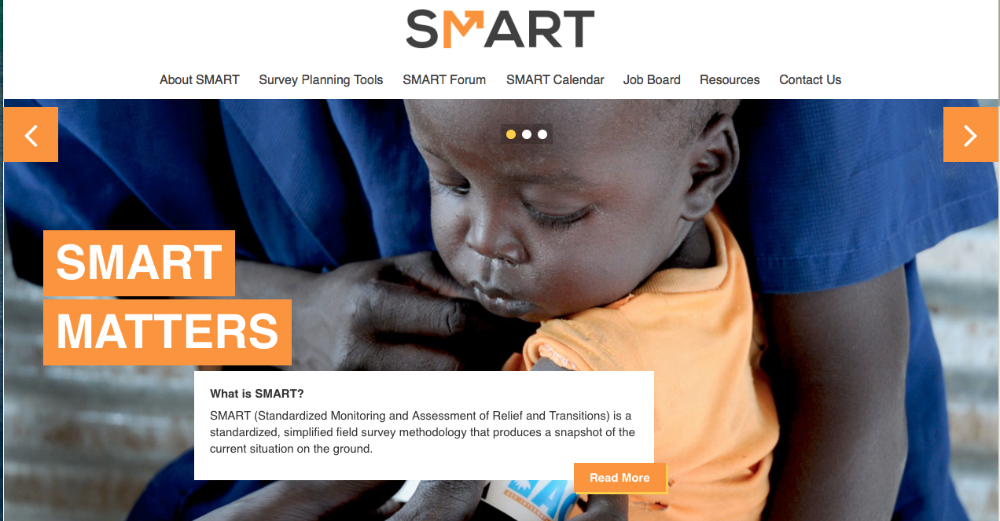 SMART
About SMART Survey Planning Tools SMART Forum SMART Calendar Job Board Resources Contact Us
SMART
MATTERS
What is SMART?
SMART (Standardized Monitoring and Assessment of Relief and Transitions) is a
standardized, simplified field survey methodology that produces a snapshot of the
current situation on the ground.
Read More